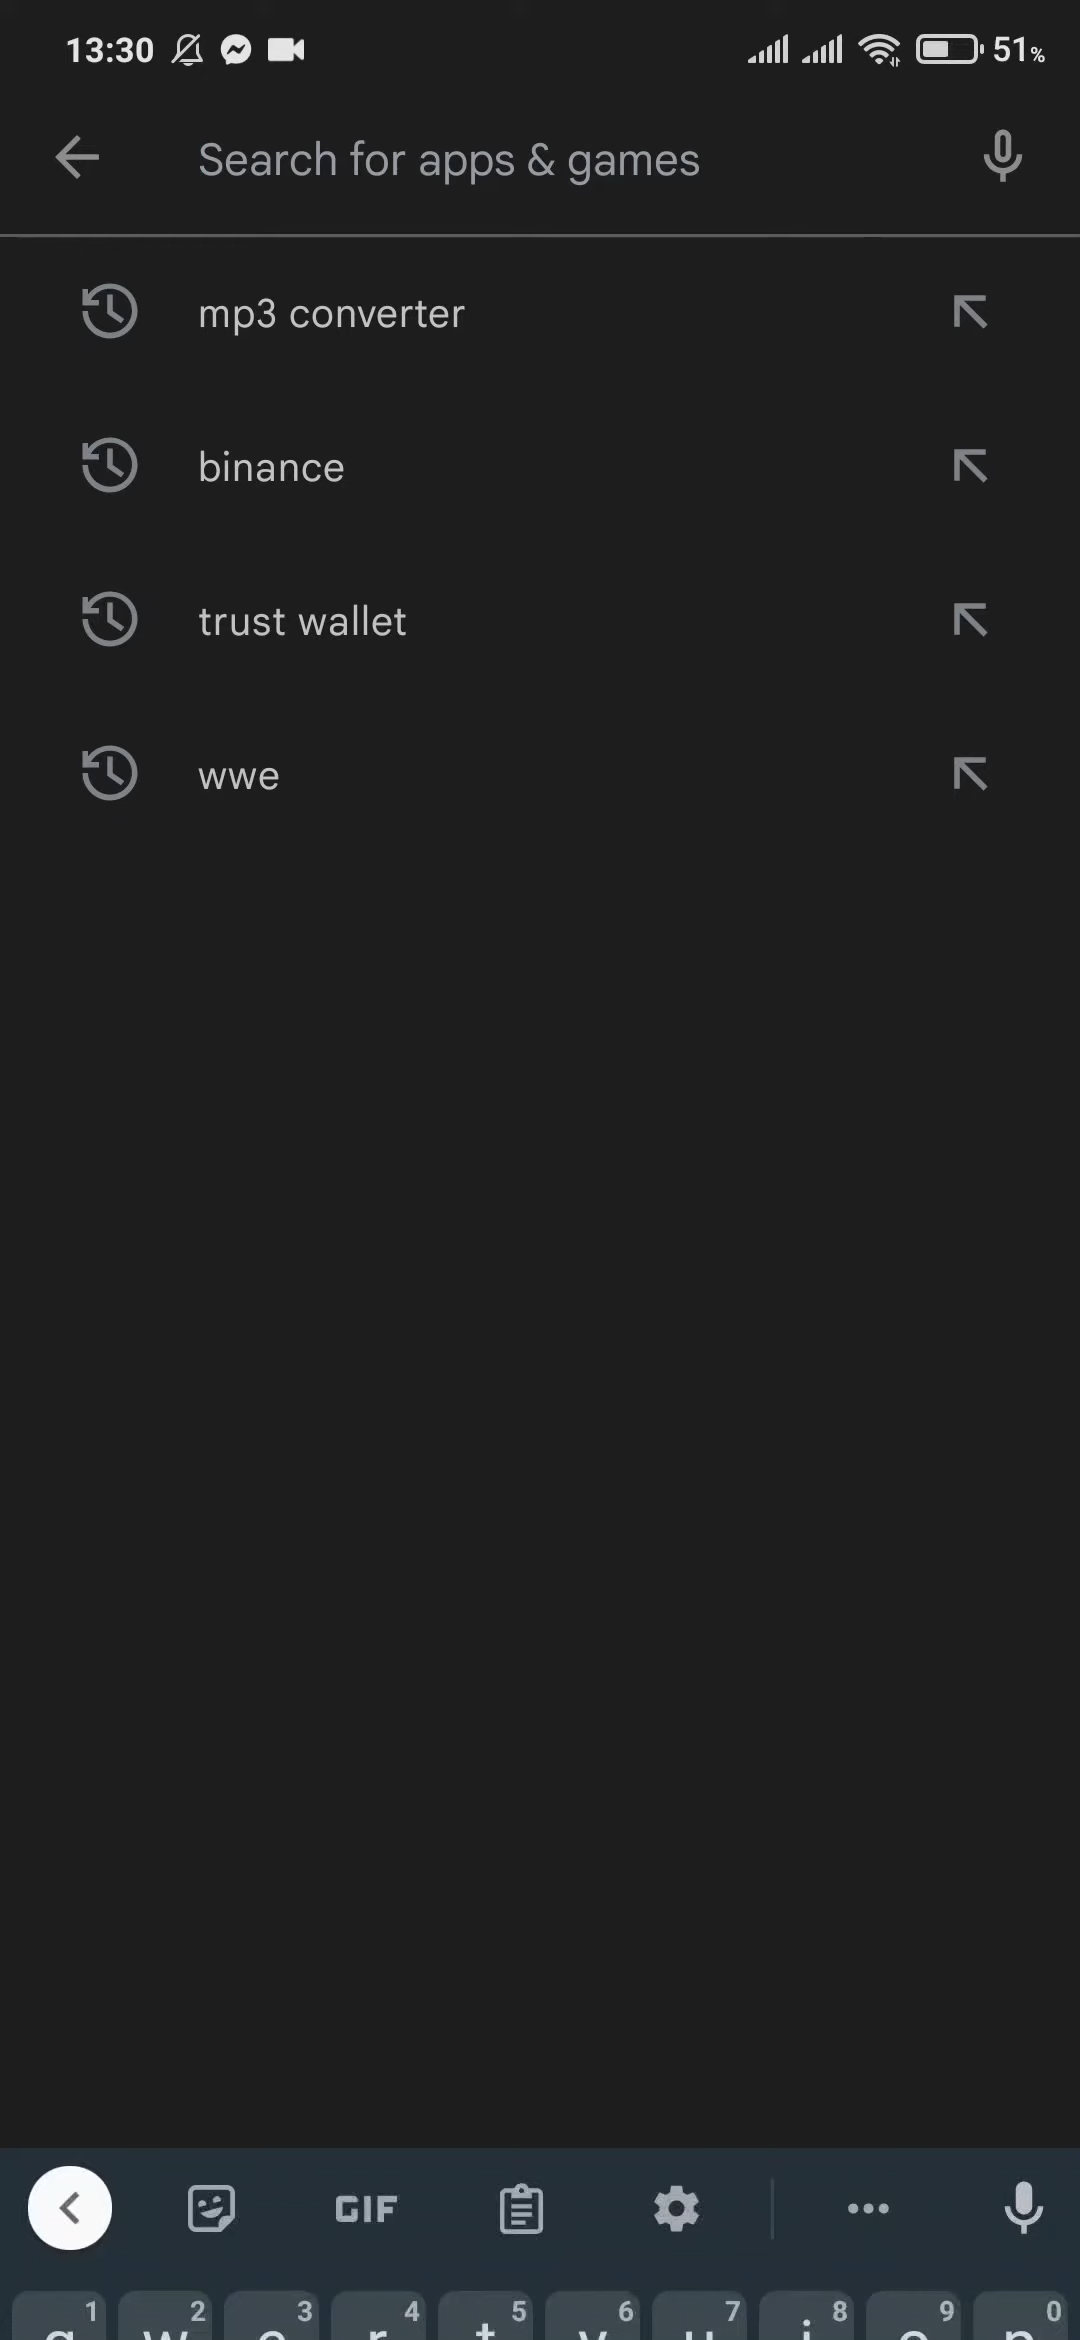 13:30 51%
Search for apps & games
mp3 converter
binance
trust wallet
wwe
GIF
1 2 3 4 5 6 7 8 9 0
q w e r t y u i o p